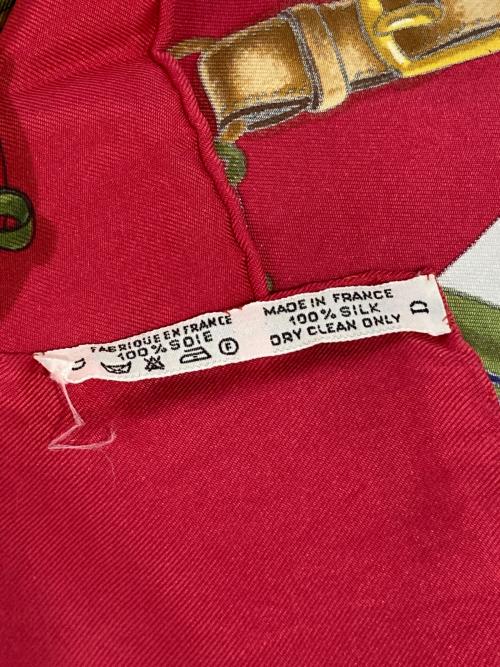 FABRIQUE EN FRANCE
100% SOIE
MADE IN FRANCE
100% SILK
DRY CLEAN ONLY
F
D